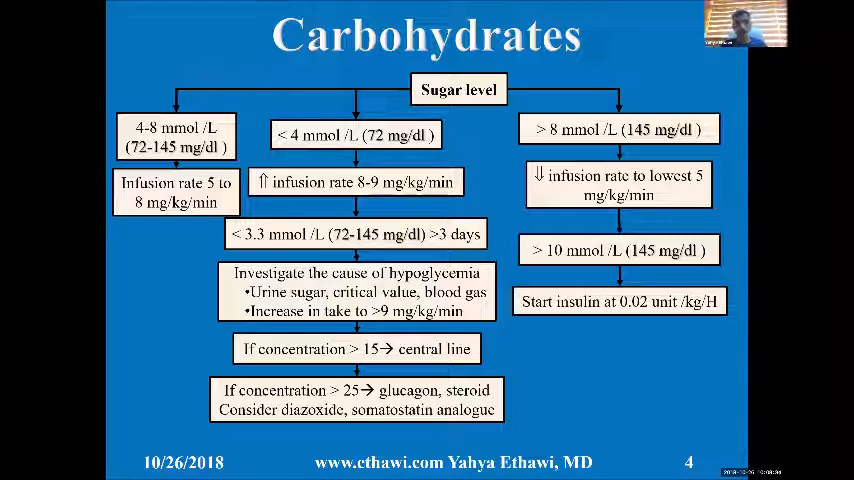 Carbohydrates
Yahya Ethawi
Sugar level
4-8 mmol /L
(72-145 mg/dl )
Infusion rate 5 to
8 mg/kg/min
< 4 mmol /L (72 mg/dl )
⇑ infusion rate 8-9 mg/kg/min
< 3.3 mmol /L (72-145 mg/dl) >3 days
Investigate the cause of hypoglycemia
•Urine sugar, critical value, blood gas
•Increase in take to >9 mg/kg/min
If concentration > 15→ central line
If concentration > 25→ glucagon, steroid
Consider diazoxide, somatostatin analogue
> 8 mmol /L (145 mg/dl )
⇓ infusion rate to lowest 5
mg/kg/min
> 10 mmol /L (145 mg/dl )
Start insulin at 0.02 unit /kg/H
10/26/2018
www.cthawi.com Yahya Ethawi, MD
4